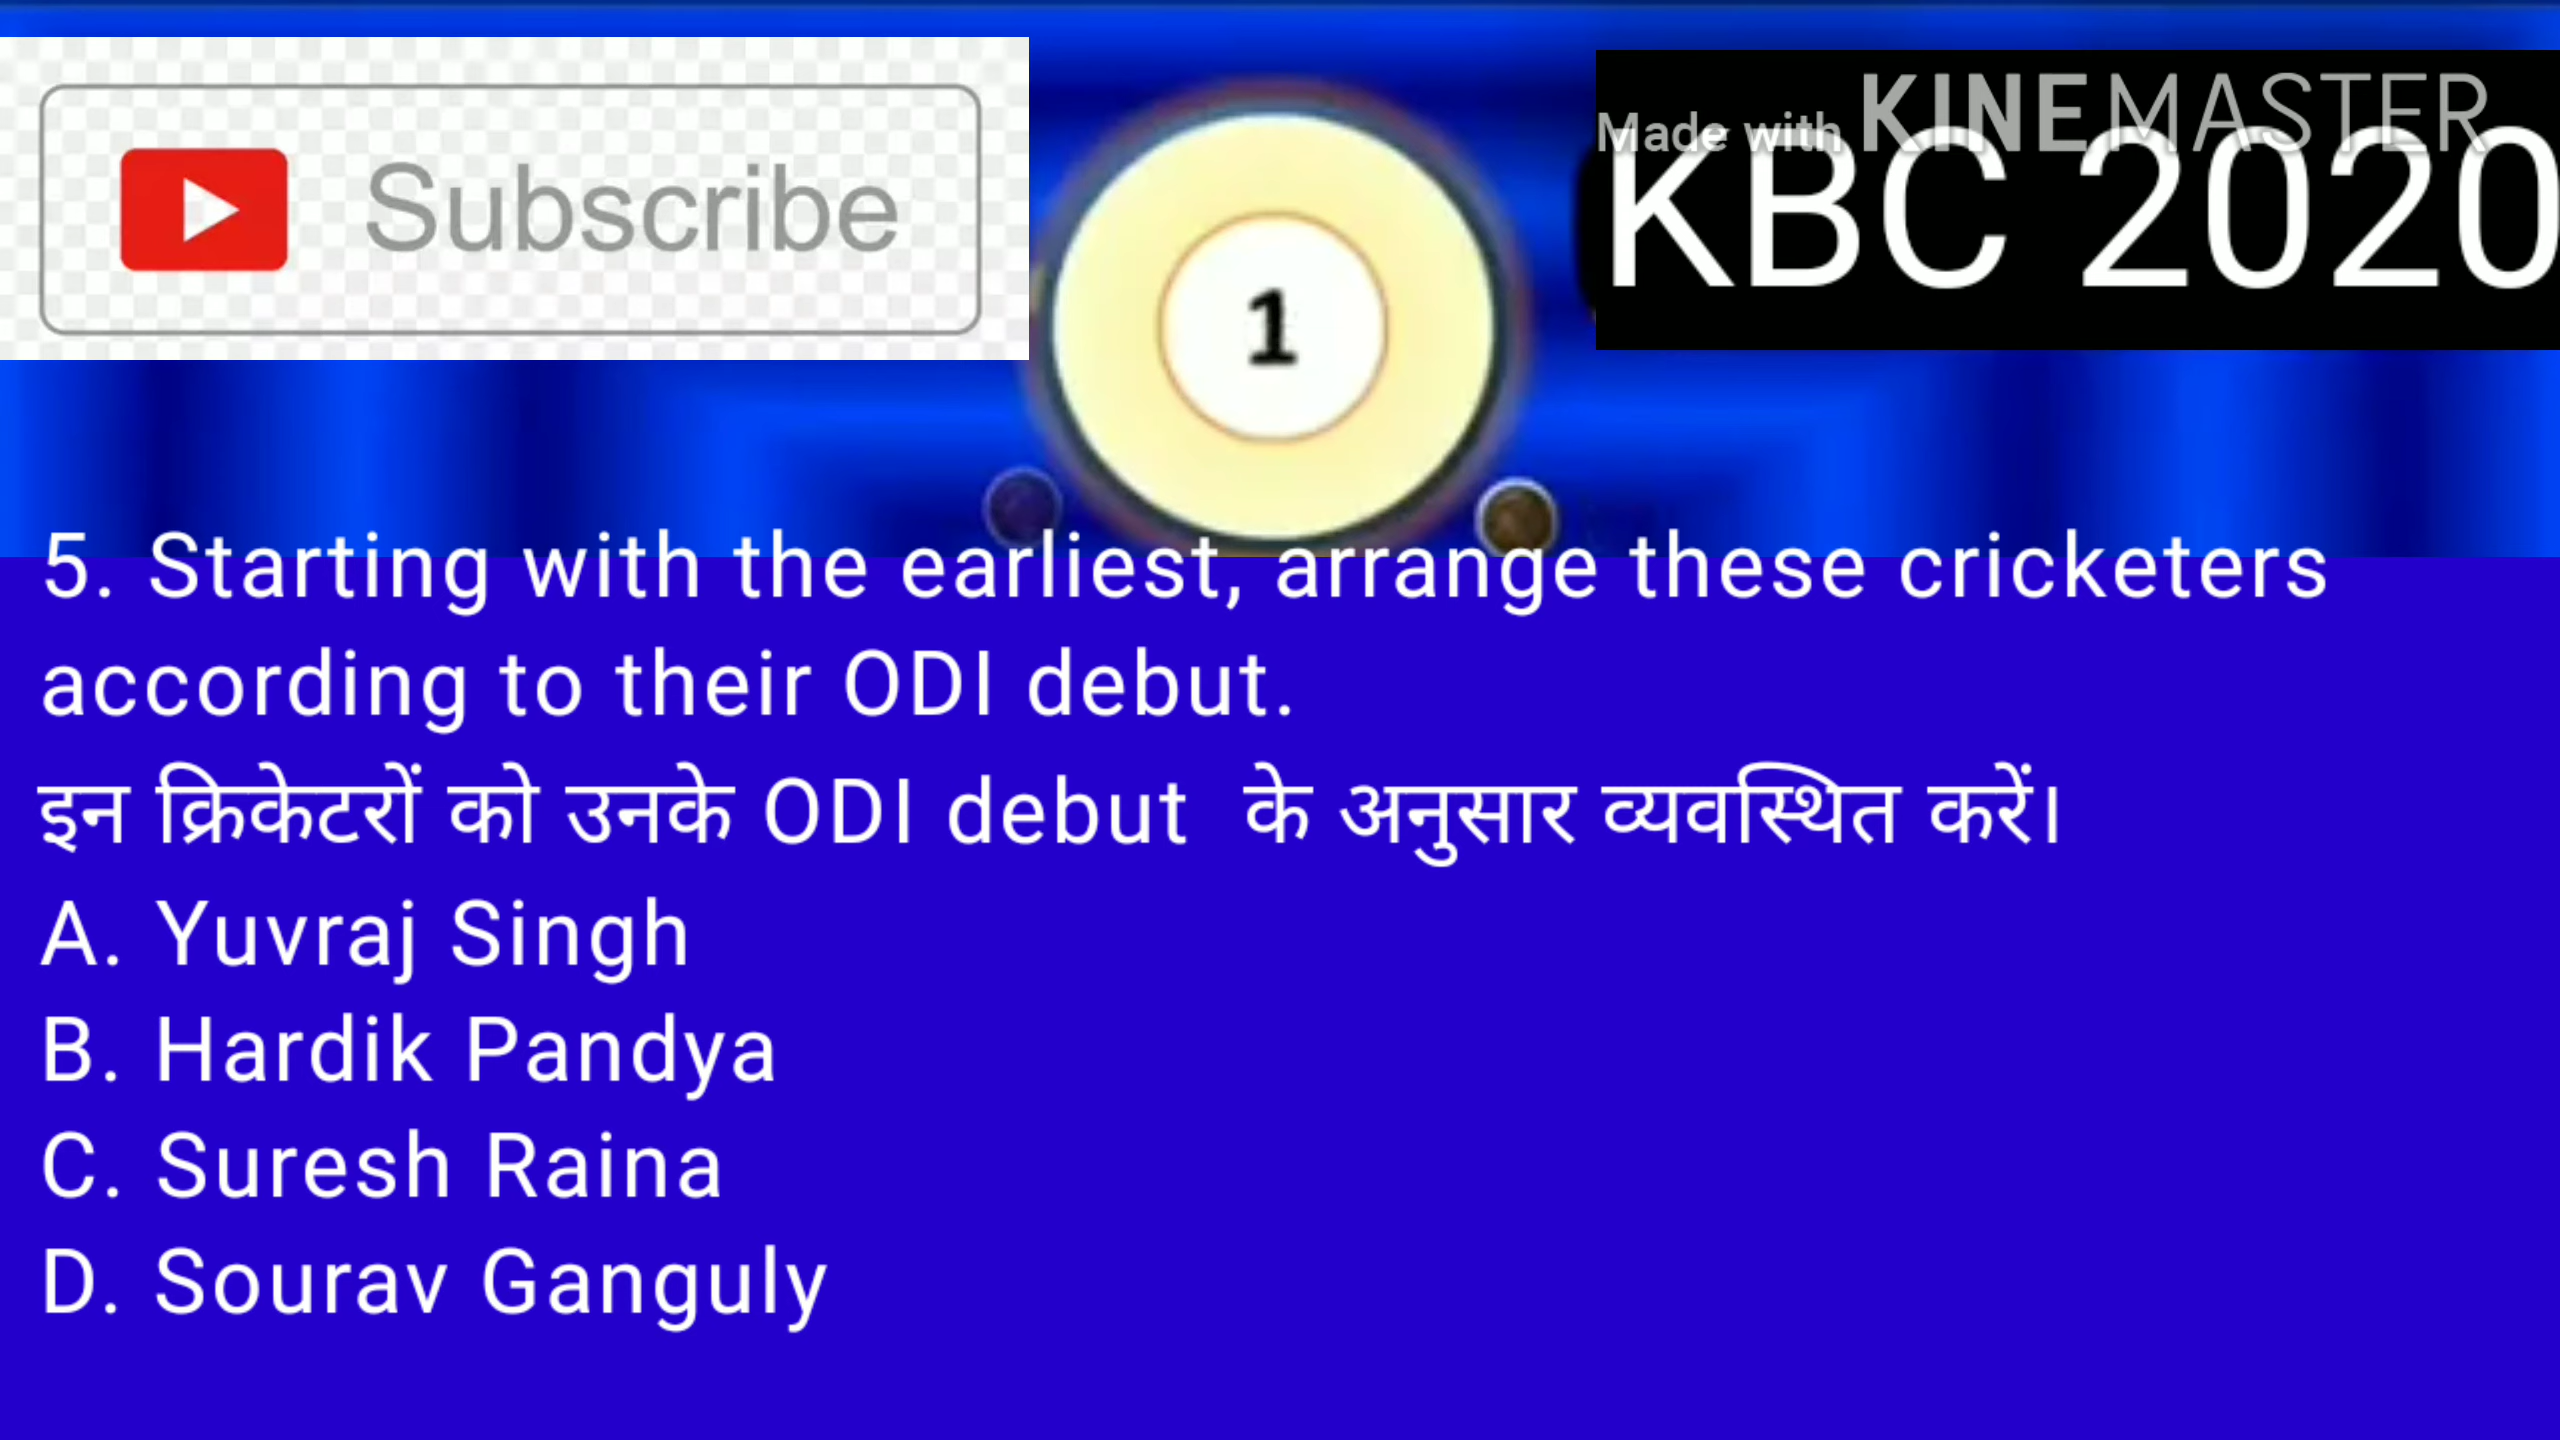 Subscribe
1
Made with KINEMASTER
KBC 2020
5. Starting with the earliest, arrange these cricketers
according to their ODI debut.
इन क्रिकेटरों को उनके ODI debut के अनुसार व्यवस्थित करें।
A. Yuvraj Singh
B. Hardik Pandya
C. Suresh Raina
D. Sourav Ganguly